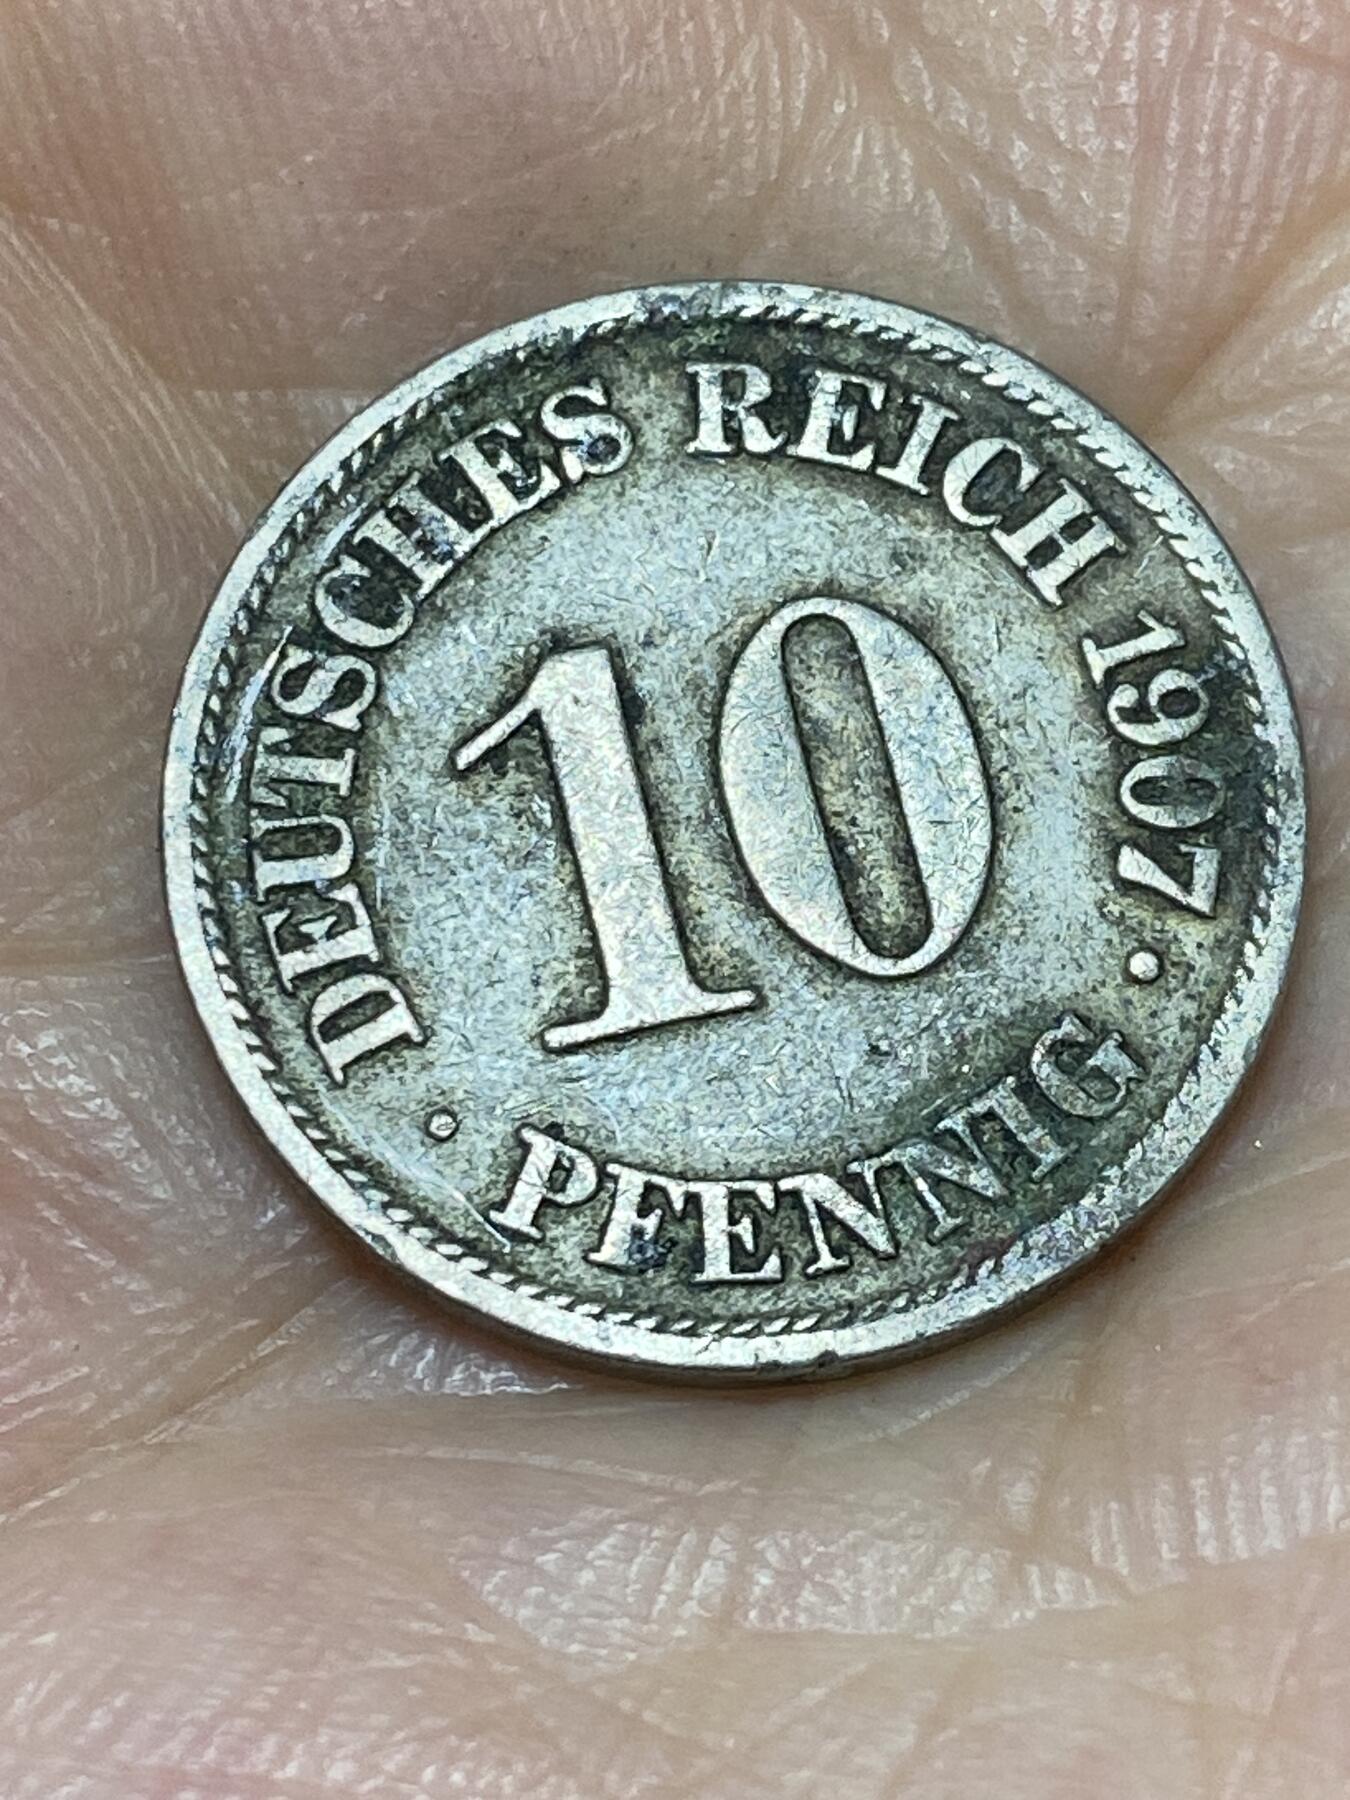 DEUTSCHES REICH 1907
10
• PFENNIG •